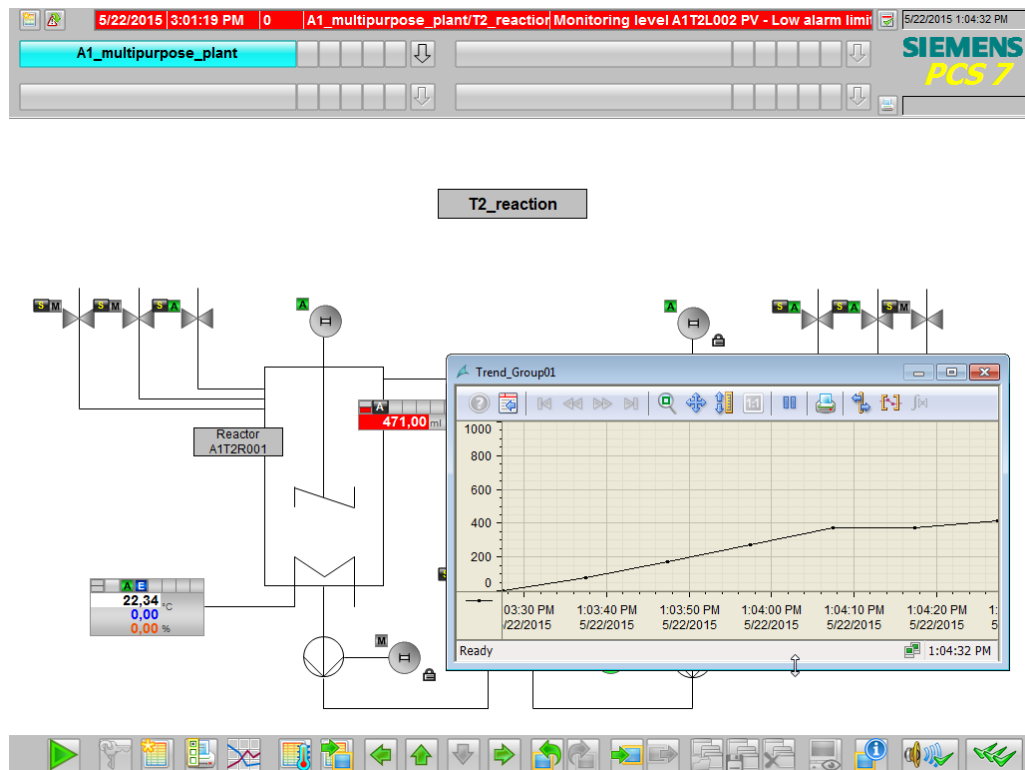 5/22/2015 3:01:19 PM 0 A1_multipurpose_plant/T2_reaction Monitoring level A1T2L002 PV - Low alarm limit 5/22/2015 1:04:32 PM
A1_multipurpose_plant
SIEMENS
PCS 7
T2_reaction
S M S M S A A A S A S A S M
Trend_Group01
1:1
A
471,00 ml
Reactor
A1T2R001
1000
800
600
400
200
0
A E
22,34 °C
0,00
0,00 %
03:30 PM 1:03:40 PM 1:03:50 PM 1:04:00 PM 1:04:10 PM 1:04:20 PM 1:
/22/2015 5/22/2015 5/22/2015 5/22/2015 5/22/2015 5/22/2015 5
M
Ready 1:04:32 PM